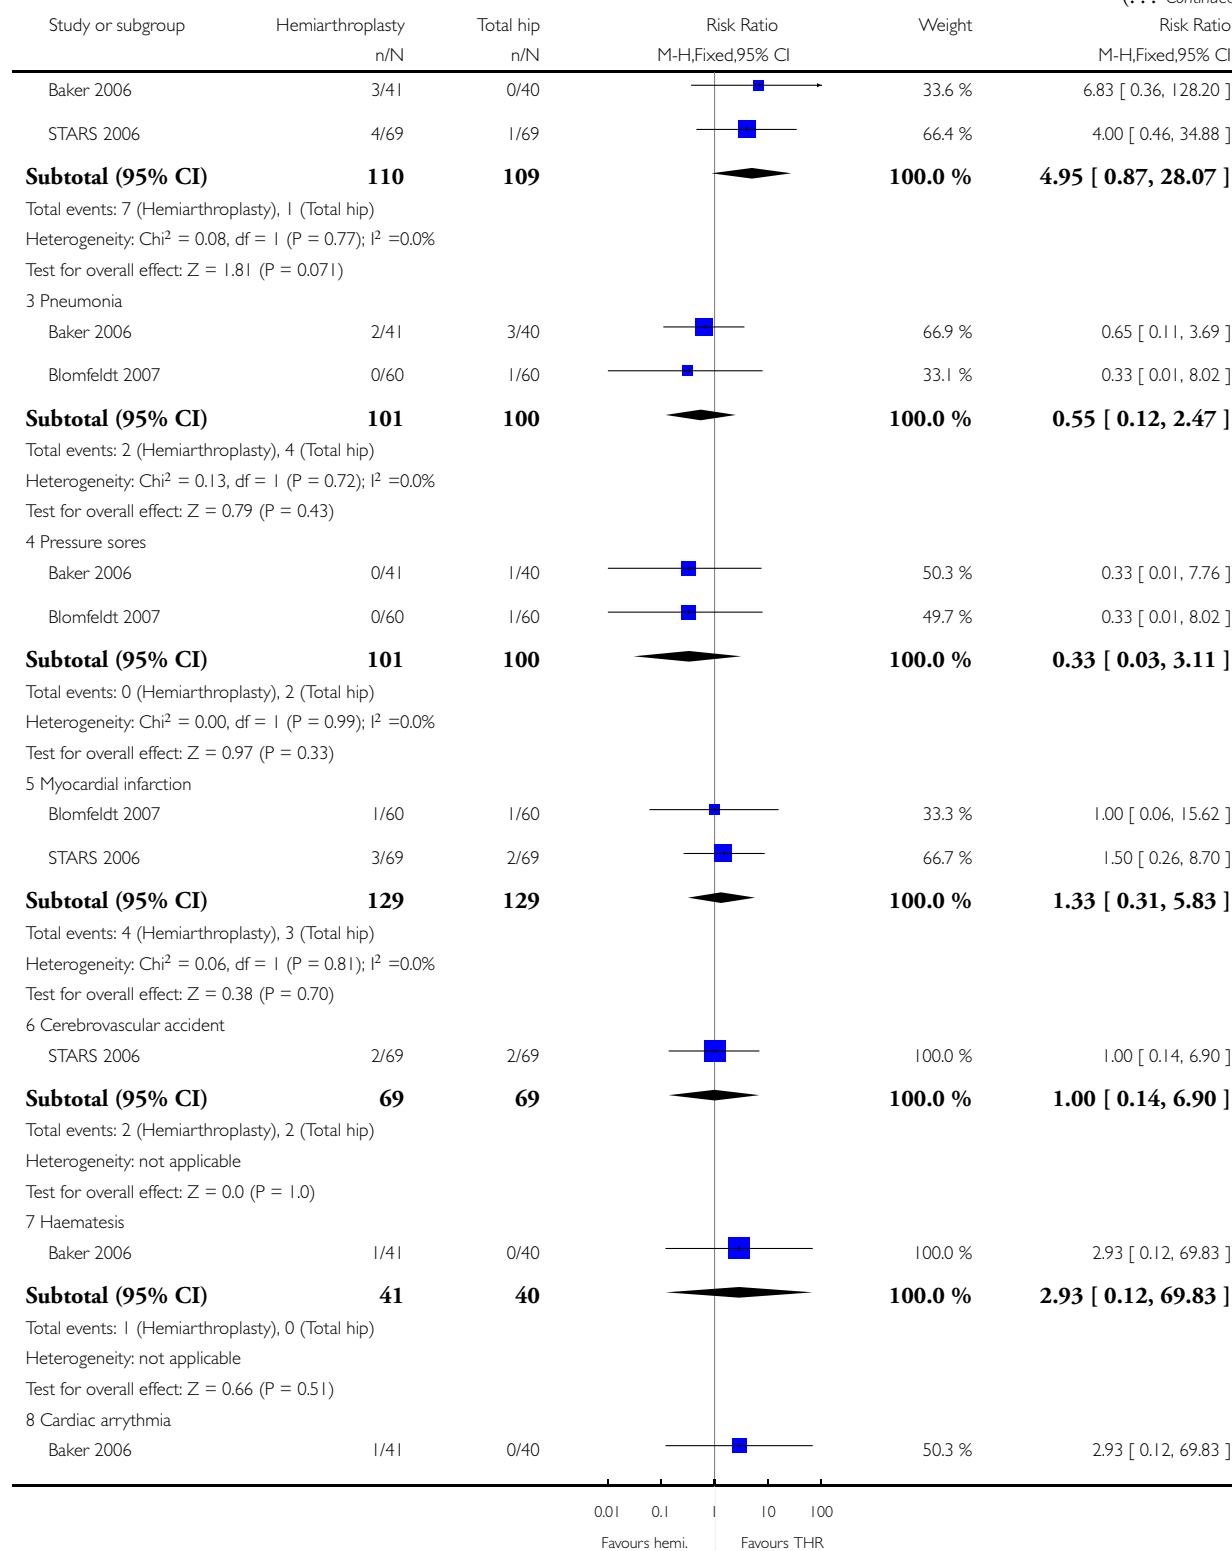 (. . . Continued
Study or subgroup Hemiarthroplasty Total hip Risk Ratio Weight Risk Ratio
n/N n/N M-H,Fixed,95% CI M-H,Fixed,95% CI
Baker 2006 3/41 0/40 33.6 % 6.83 [ 0.36, 128.20 ]
STARS 2006 4/69 1/69 66.4 % 4.00 [ 0.46, 34.88 ]
Subtotal (95% CI) 110 109 100.0 % 4.95 [ 0.87, 28.07 ]
Total events: 7 (Hemiarthroplasty), 1 (Total hip)
Heterogeneity: Chi² = 0.08, df = 1 (P = 0.77); I² =0.0%
Test for overall effect: Z = 1.81 (P = 0.071)
3 Pneumonia
Baker 2006 2/41 3/40 66.9 % 0.65 [ 0.11, 3.69 ]
Blomfeldt 2007 0/60 1/60 33.1 % 0.33 [ 0.01, 8.02 ]
Subtotal (95% CI) 101 100 100.0 % 0.55 [ 0.12, 2.47 ]
Total events: 2 (Hemiarthroplasty), 4 (Total hip)
Heterogeneity: Chi² = 0.13, df = 1 (P = 0.72); I² =0.0%
Test for overall effect: Z = 0.79 (P = 0.43)
4 Pressure sores
Baker 2006 0/41 1/40 50.3 % 0.33 [ 0.01, 7.76 ]
Blomfeldt 2007 0/60 1/60 49.7 % 0.33 [ 0.01, 8.02 ]
Subtotal (95% CI) 101 100 100.0 % 0.33 [ 0.03, 3.11 ]
Total events: 0 (Hemiarthroplasty), 2 (Total hip)
Heterogeneity: Chi² = 0.00, df = 1 (P = 0.99); I² =0.0%
Test for overall effect: Z = 0.97 (P = 0.33)
5 Myocardial infarction
Blomfeldt 2007 1/60 1/60 33.3 % 1.00 [ 0.06, 15.62 ]
STARS 2006 3/69 2/69 66.7 % 1.50 [ 0.26, 8.70 ]
Subtotal (95% CI) 129 129 100.0 % 1.33 [ 0.31, 5.83 ]
Total events: 4 (Hemiarthroplasty), 3 (Total hip)
Heterogeneity: Chi² = 0.06, df = 1 (P = 0.81); I² =0.0%
Test for overall effect: Z = 0.38 (P = 0.70)
6 Cerebrovascular accident
STARS 2006 2/69 2/69 100.0 % 1.00 [ 0.14, 6.90 ]
Subtotal (95% CI) 69 69 100.0 % 1.00 [ 0.14, 6.90 ]
Total events: 2 (Hemiarthroplasty), 2 (Total hip)
Heterogeneity: not applicable
Test for overall effect: Z = 0.0 (P = 1.0)
7 Haematesis
Baker 2006 1/41 0/40 100.0 % 2.93 [ 0.12, 69.83 ]
Subtotal (95% CI) 41 40 100.0 % 2.93 [ 0.12, 69.83 ]
Total events: 1 (Hemiarthroplasty), 0 (Total hip)
Heterogeneity: not applicable
Test for overall effect: Z = 0.66 (P = 0.51)
8 Cardiac arrythmia
Baker 2006 1/41 0/40 50.3 % 2.93 [ 0.12, 69.83 ]
0.01 0.1 1 10 100
Favours hemi. Favours THR